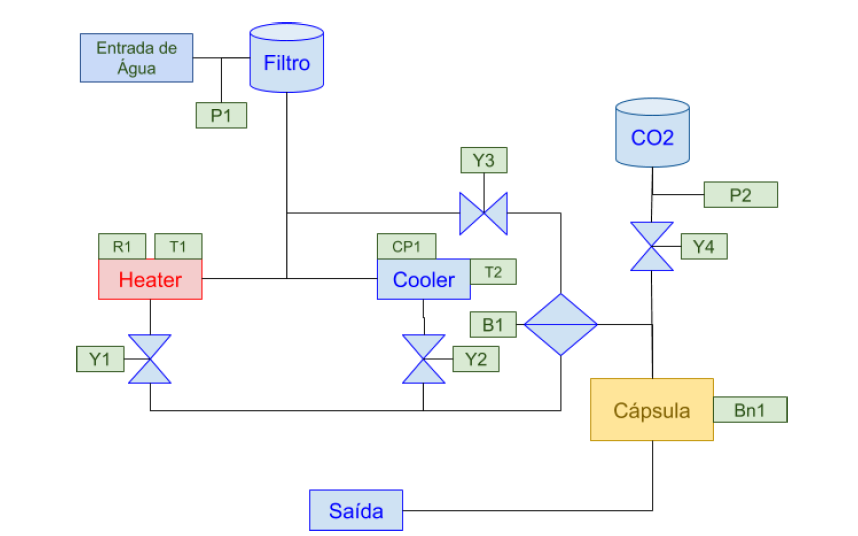 Entrada de
Água
Filtro
P1
CO2
Y3
P2
R1
T1
CP1
Y4
Heater
Cooler
T2
B1
Y1
Y2
Cápsula
Bn1
Saída